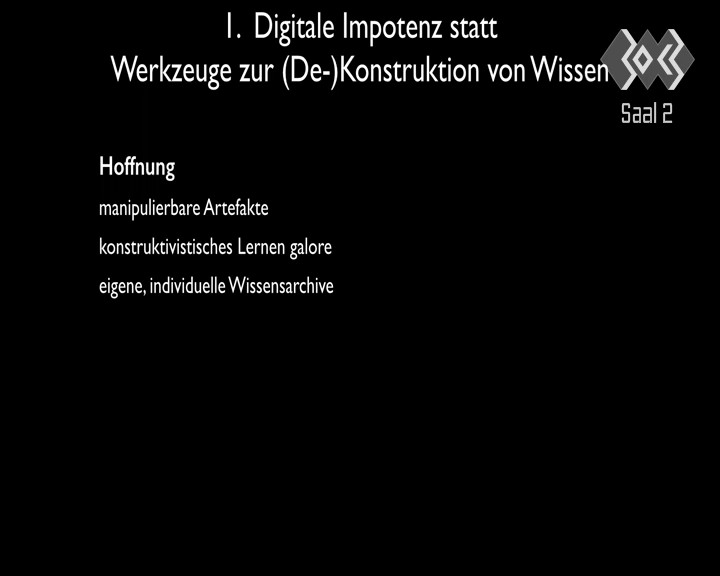 1. Digitale Impotenz statt
Werkzeuge zur (De-)Konstruktion von Wissen
Saal 2
Hoffnung
manipulierbare Artefakte
konstruktivistisches Lernen galore
eigene, individuelle Wissensarchive